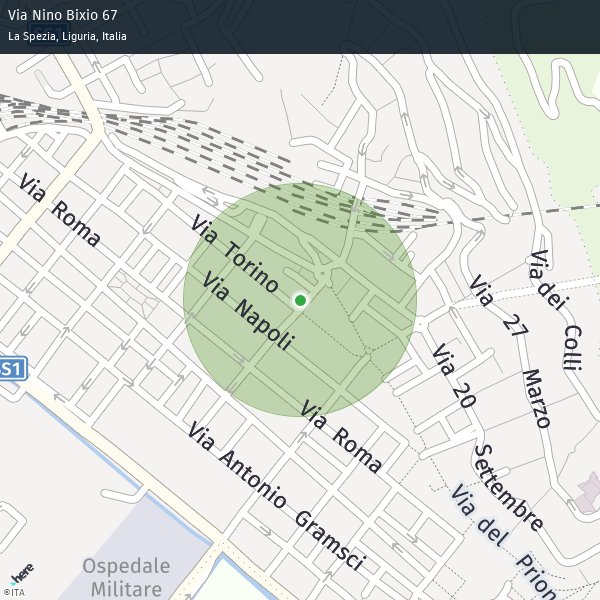 Via Nino Bixio 67
La Spezia, Liguria, Italia
Via Roma
Via Torino
Via Napoli
Via dei Colli
Via 27 Marzo
SS1
Via 20 Settembre
Via Roma
Via Antonio Gramsci
Via del Prion
Ospedale
Militare
here
©ITA